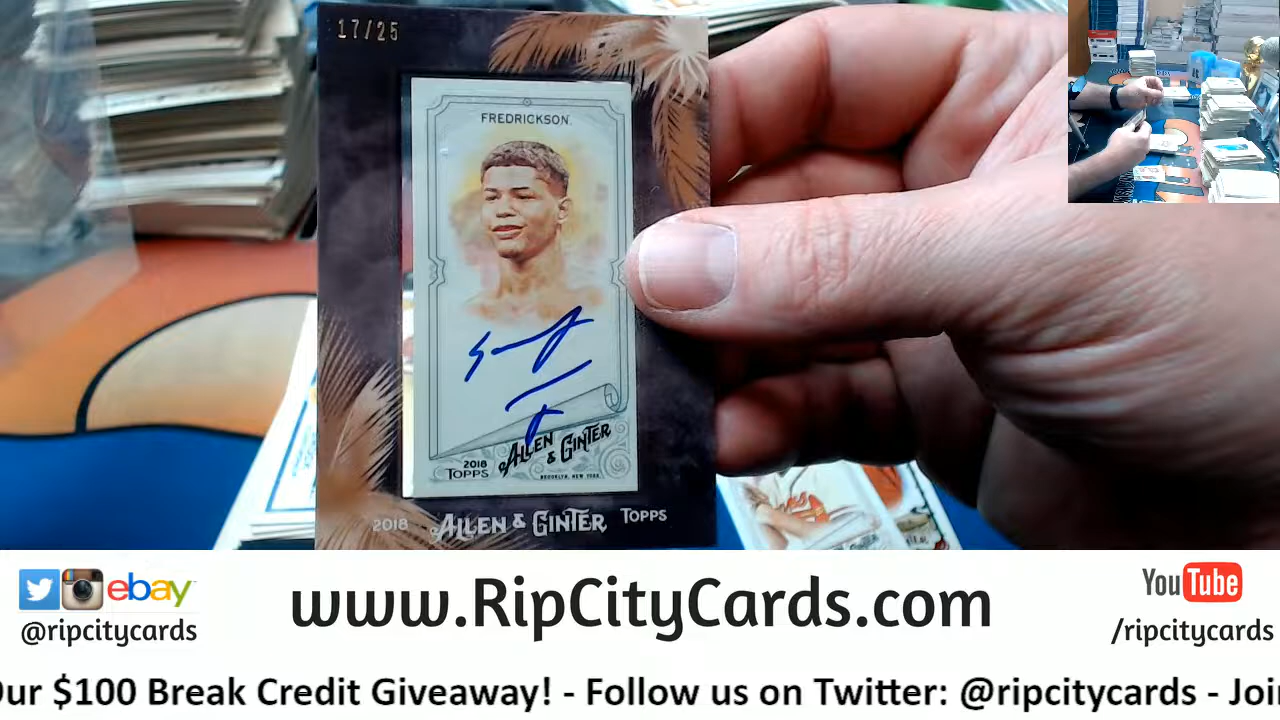 17/25
FREDRICKSON
2018
TOPPS
ALLEN
& GINTER
BROOKLYN, NEW YORK.
2018 ALLEN & GINTER TOPPS
ebay
@ripcitycards
www.RipCityCards.com
YouTube
/ripcitycards
Our $100 Break Credit Giveaway! - Follow us on Twitter: @ripcitycards - Join